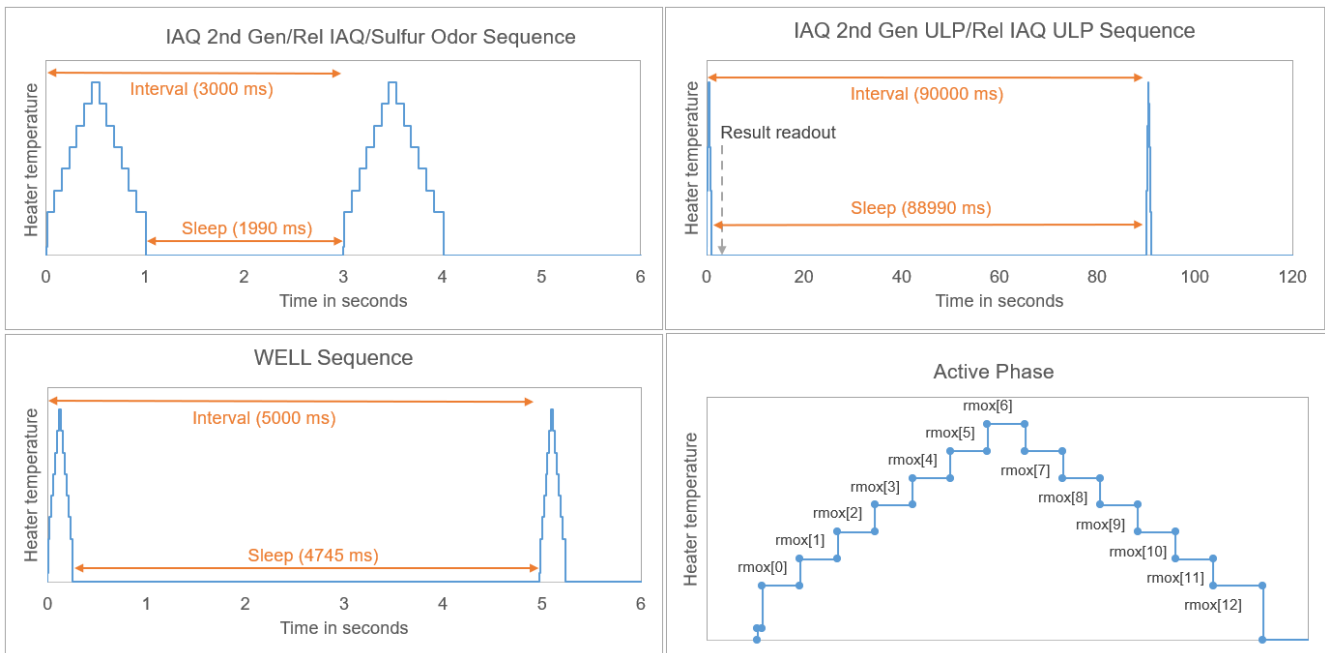 IAQ 2nd Gen/Rel IAQ/Sulfur Odor Sequence
Heater temperature
Interval (3000 ms)
Sleep (1990 ms)
0 1 2 3 4 5 6
Time in seconds
IAQ 2nd Gen ULP/Rel IAQ ULP Sequence
Heater temperature
Interval (90000 ms)
Result readout
Sleep (88990 ms)
0 20 40 60 80 100 120
Time in seconds
WELL Sequence
Heater temperature
Interval (5000 ms)
Sleep (4745 ms)
0 1 2 3 4 5 6
Time in seconds
Active Phase
Heater temperature
rmox[0]
rmox[1]
rmox[2]
rmox[3]
rmox[4]
rmox[5]
rmox[6]
rmox[7]
rmox[8]
rmox[9]
rmox[10]
rmox[11]
rmox[12]